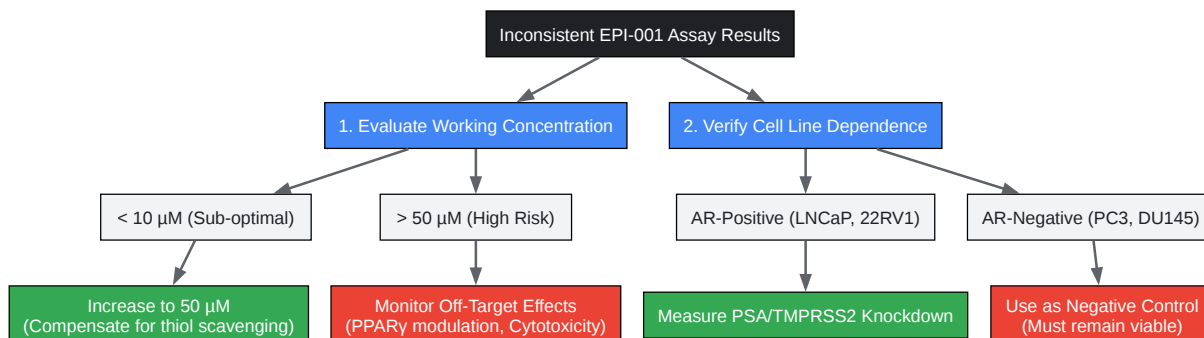 Inconsistent EPI-001 Assay Results
1. Evaluate Working Concentration
2. Verify Cell Line Dependence
< 10 µM (Sub-optimal)
> 50 µM (High Risk)
AR-Positive (LNCaP, 22RV1)
AR-Negative (PC3, DU145)
Increase to 50 µM
(Compensate for thiol scavenging)
Monitor Off-Target Effects
(PPARγ modulation, Cytotoxicity)
Measure PSA/TMPRSS2 Knockdown
Use as Negative Control
(Must remain viable)